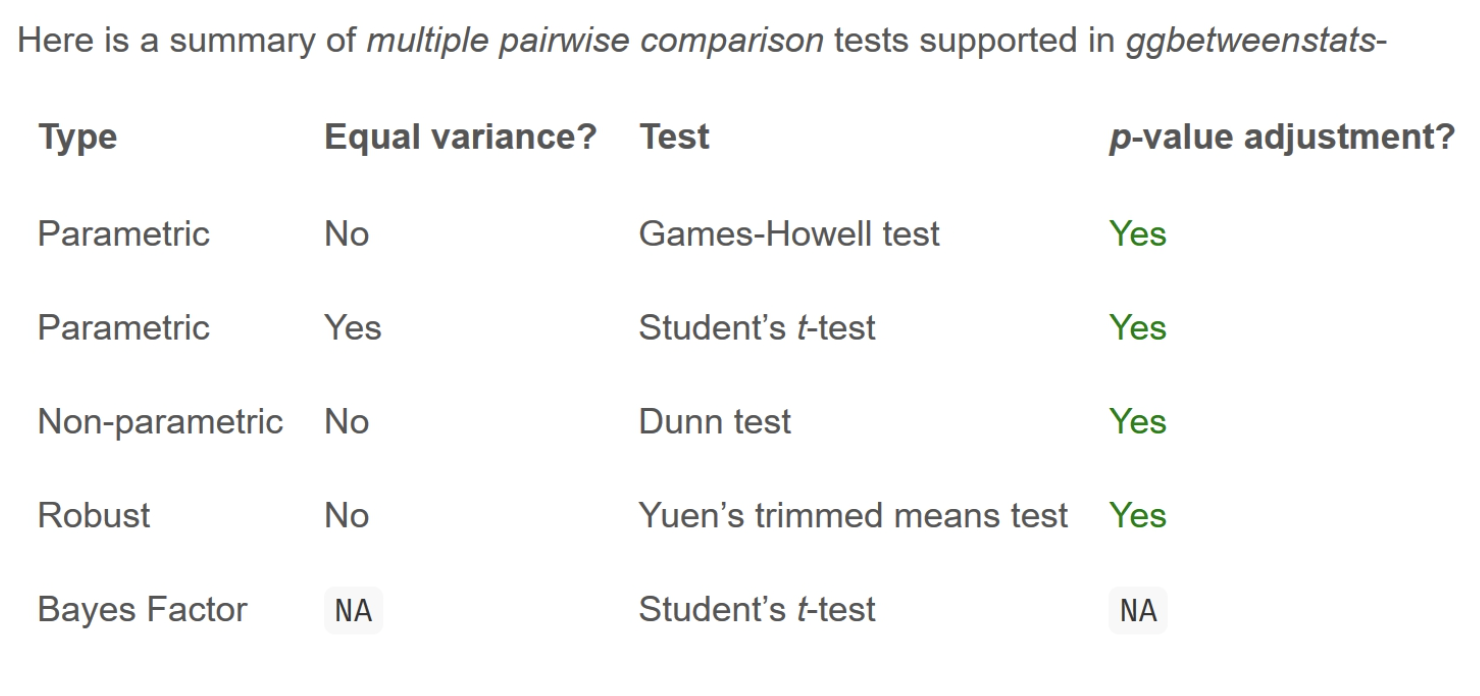 Here is a summary of multiple pairwise comparison tests supported in ggbetweenstats-
Type Equal variance? Test p-value adjustment?
Parametric No Games-Howell test Yes
Parametric Yes Student’s t-test Yes
Non-parametric No Dunn test Yes
Robust No Yuen’s trimmed means test Yes
Bayes Factor NA Student’s t-test NA